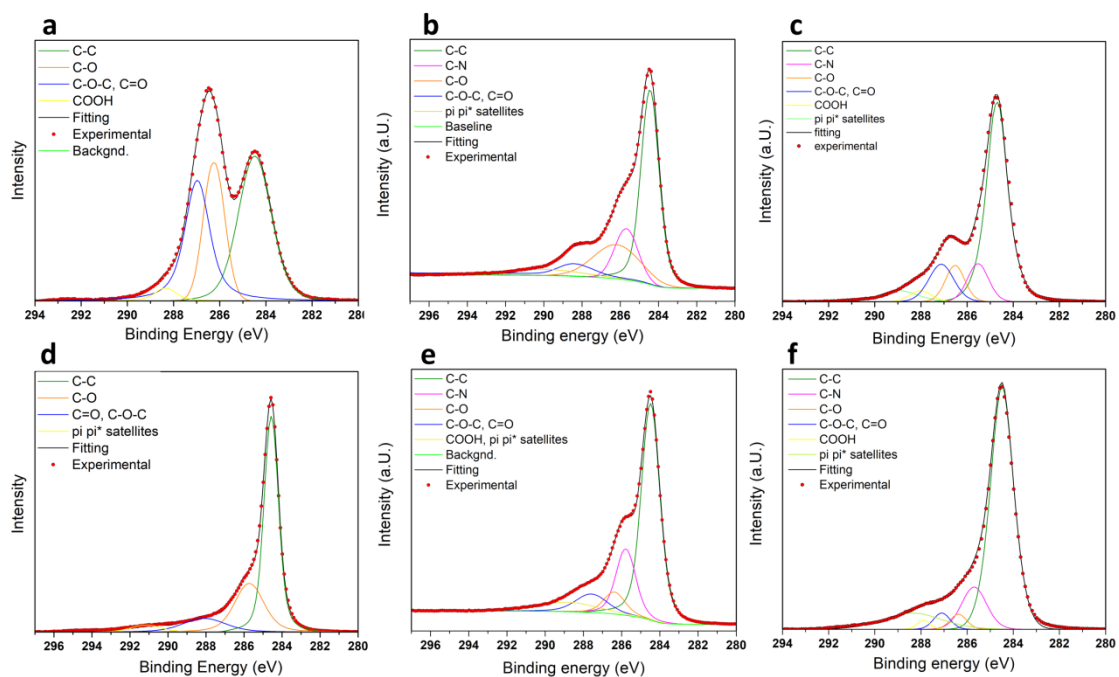 a
C-C
C-O
C-O-C, C=O
COOH
Fitting
Experimental
Backgnd.
Intensity
294 292 290 288 286 284 282 280
Binding Energy (eV)
b
C-C
C-N
C-O
C-O-C, C=O
pi pi* satellites
Baseline
Fitting
Experimental
Intensity (a.U.)
296 294 292 290 288 286 284 282 280
Binding Energy (eV)
c
C-C
C-N
C-O
C-O-C, C=O
COOH
pi pi* satellites
fitting
experimental
Intensity (a.U.)
294 292 290 288 286 284 282 280
Binding Energy (eV)
d
C-C
C-O
C=O, C-O-C
pi pi* satellites
Fitting
Experimental
Intensity
296 294 292 290 288 286 284 282 280
Binding Energy (eV)
e
C-C
C-N
C-O
C-O-C, C=O
COOH, pi pi* satellites
Backgnd.
Fitting
Experimental
Intensity (a.U.)
296 294 292 290 288 286 284 282 280
Binding energy (eV)
f
C-C
C-N
C-O
C-O-C, C=O
COOH
pi pi* satellites
Fitting
Experimental
Intensity (a.U.)
294 292 290 288 286 284 282 280
Binding energy (eV)